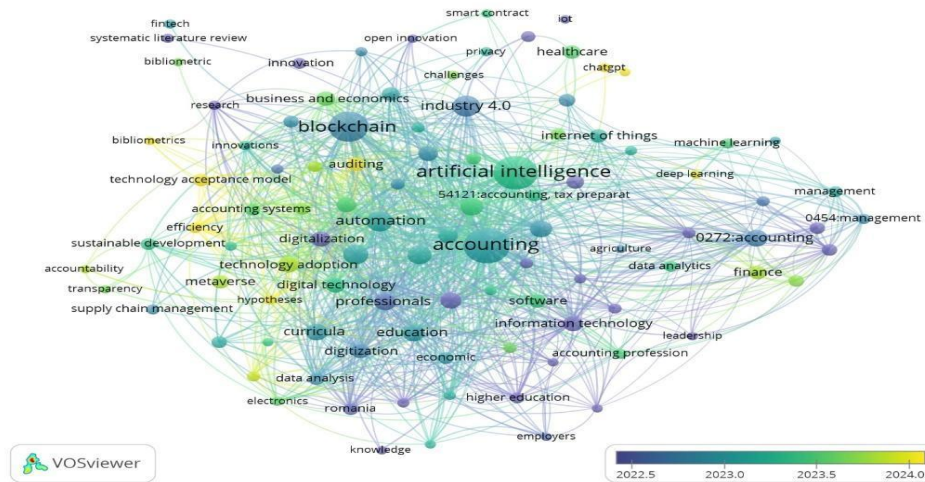 smart contract
iot
fintech
systematic literature review
open innovation
privacy
healthcare
bibliometric
innovation
challenges
chatgpt
research
business and economics
industry 4.0
blockchain
bibliometrics
innovations
internet of things
machine learning
auditing
artificial intelligence
deep learning
technology acceptance model
54121:accounting, tax preparat
management
accounting systems
automation
0454:management
efficiency
digitalization
0272:accounting
sustainable development
accounting
agriculture
accountability
technology adoption
data analytics
finance
transparency
metaverse
digital technology
supply chain management
hypotheses
professionals
software
information technology
leadership
curricula
education
digitization
economic
accounting profession
data analysis
electronics
romania
higher education
employers
knowledge
VOSviewer
2022.5 2023.0 2023.5 2024.0